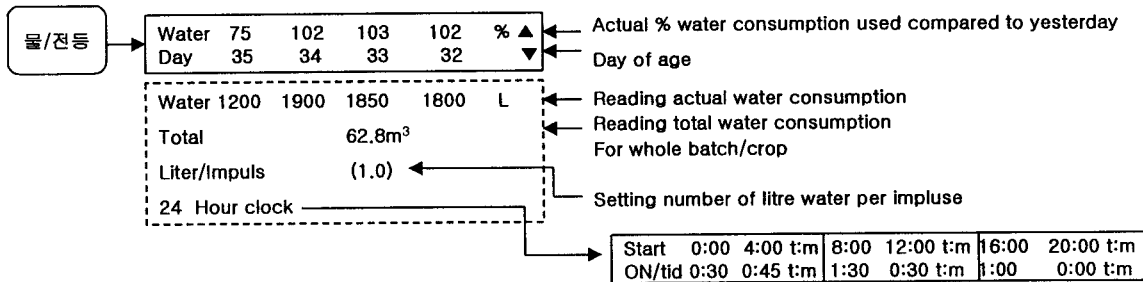 물/전등
Water 75 102 103 102 % ▲
Day 35 34 33 32 ▼
Actual % water consumption used compared to yesterday
Day of age
Water 1200 1900 1850 1800 L
Reading actual water consumption
Total 62.8m³
Reading total water consumption
For whole batch/crop
Liter/Impuls (1.0)
Setting number of litre water per impluse
24 Hour clock
Start 0:00 4:00 t:m 8:00 12:00 t:m 16:00 20:00 t:m
ON/tid 0:30 0:45 t:m 1:30 0:30 t:m 1:00 0:00 t:m